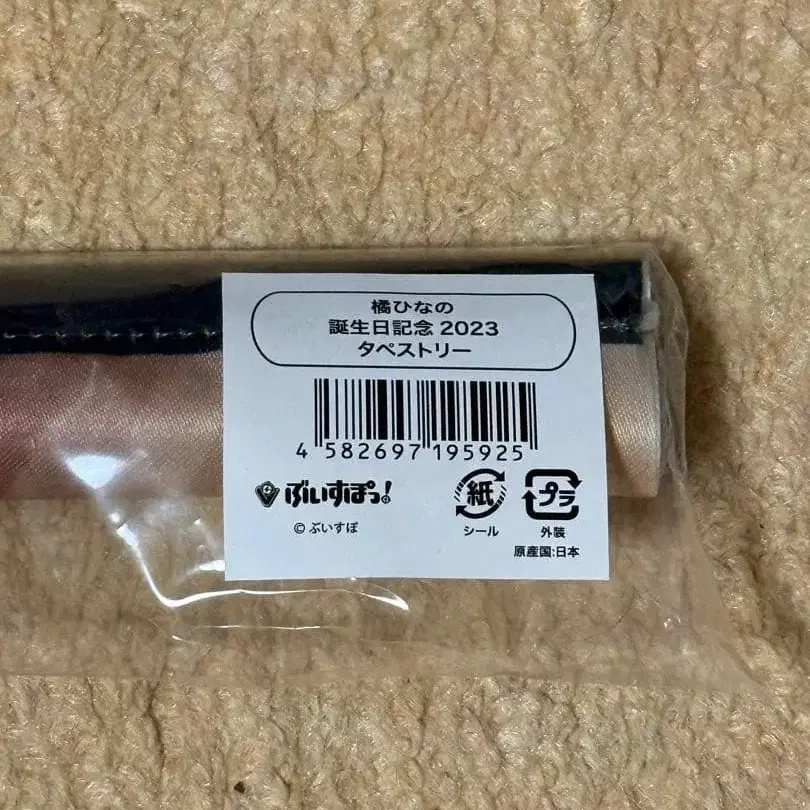 橘ひなの
誕生日記念 2023
タペストリー
4 582697 195925
ぶいすぽっ!
© ぶいすぽ
紙
シール
プラ
外装
原産国:日本